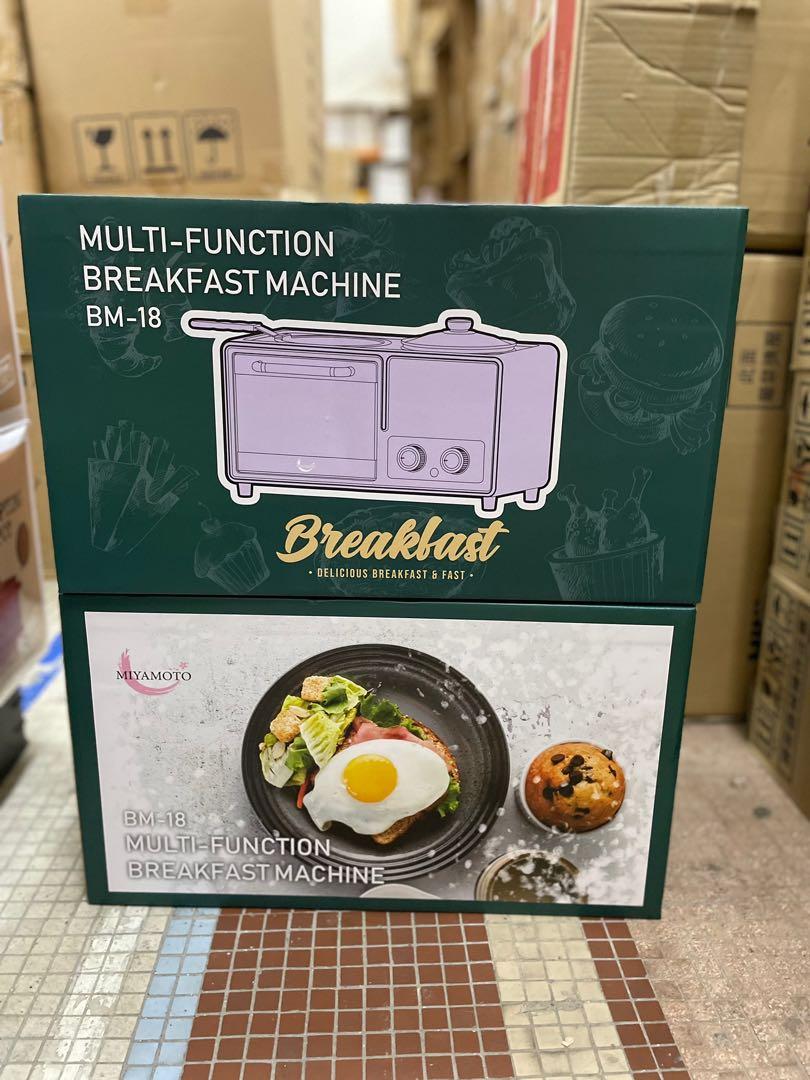 MULTI-FUNCTION
BREAKFAST MACHINE
BM-18
Breakfast
• DELICIOUS BREAKFAST & FAST •
MIYAMOTO
BM-18
MULTI-FUNCTION
BREAKFAST MACHINE